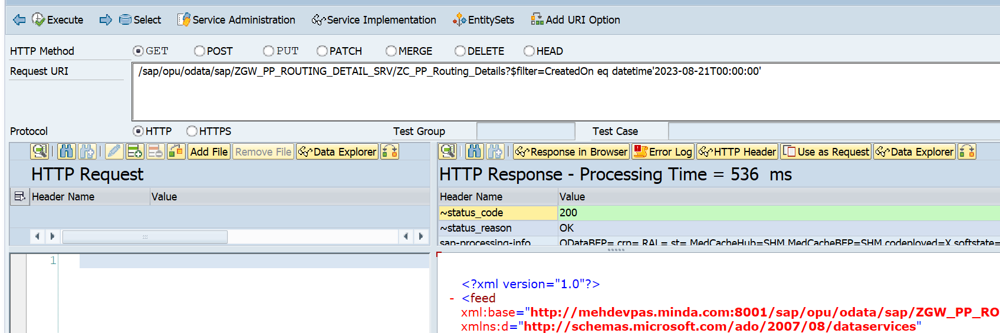 Execute Select Service Administration Service Implementation EntitySets Add URI Option
HTTP Method GET POST PUT PATCH MERGE DELETE HEAD
Request URI /sap/opu/odata/sap/ZGW_PP_ROUTING_DETAIL_SRV/ZC_PP_Routing_Details?$filter=CreatedOn eq datetime'2023-08-21T00:00:00'
Protocol HTTP HTTPS Test Group Test Case
Add File Remove File Data Explorer
Response in Browser Error Log HTTP Header Use as Request Data Explorer
HTTP Request
HTTP Response - Processing Time = 536 ms
Header Name Value
Header Name Value
~status_code 200
~status_reason OK
sap-processing-info ODataBEP= crp= RAL= st= MedCacheHub=SHM MedCacheBEP=SHM codeployed=X softstate=
1
<?xml version="1.0"?>
- <feed
xml:base="http://mehdevpas.minda.com:8001/sap/opu/odata/sap/ZGW_PP_RO
xmlns:d="http://schemas.microsoft.com/ado/2007/08/dataservices"